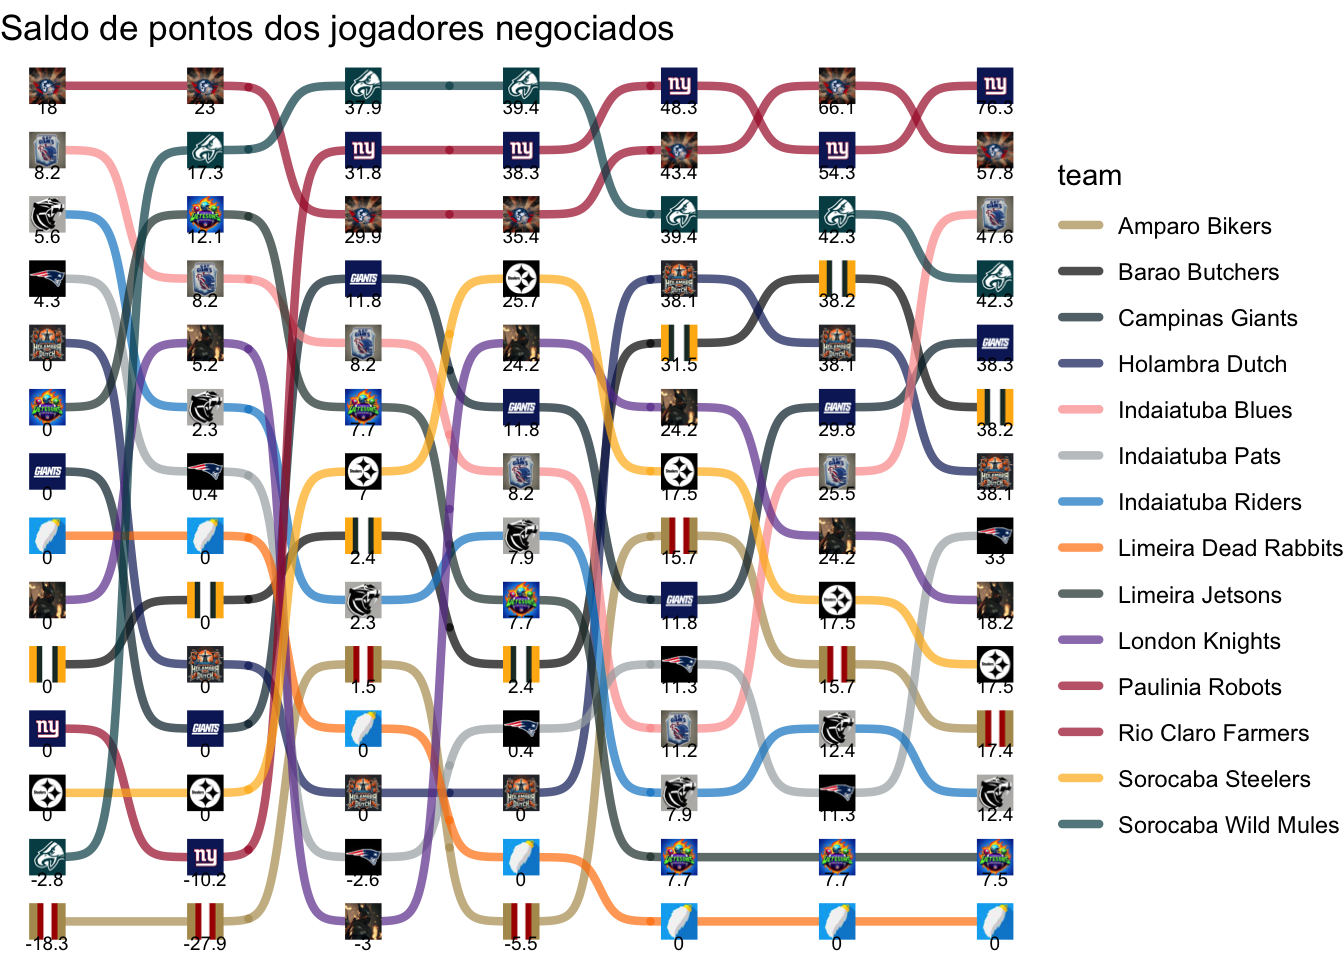 Saldo de pontos dos jogadores negociados
18 23 37.9 39.4 48.3 66.1 76.3
8.2 17.3 31.8 38.3 43.4 54.3 57.8
5.6 12.1 29.9 35.4 39.4 42.3 47.6
4.3 8.2 11.8 25.7 38.1 38.2 42.3
0 5.2 8.2 24.2 31.5 38.1 38.3
0 2.3 7.7 11.8 24.2 29.8 38.2
0 0.4 7 8.2 17.5 25.5 38.1
0 0 2.4 7.9 15.7 24.2 33
0 0 2.3 7.7 11.8 17.5 18.2
0 0 1.5 2.4 11.3 15.7 17.5
0 0 0 0.4 11.2 12.4 17.4
0 0 0 0 7.9 11.3 12.4
-2.8 -10.2 -2.6 0 7.7 7.7 7.5
-18.3 -27.9 -3 -5.5 0 0 0
team
Amparo Bikers
Barao Butchers
Campinas Giants
Holambra Dutch
Indaiatuba Blues
Indaiatuba Pats
Indaiatuba Riders
Limeira Dead Rabbits
Limeira Jetsons
London Knights
Paulinia Robots
Rio Claro Farmers
Sorocaba Steelers
Sorocaba Wild Mules